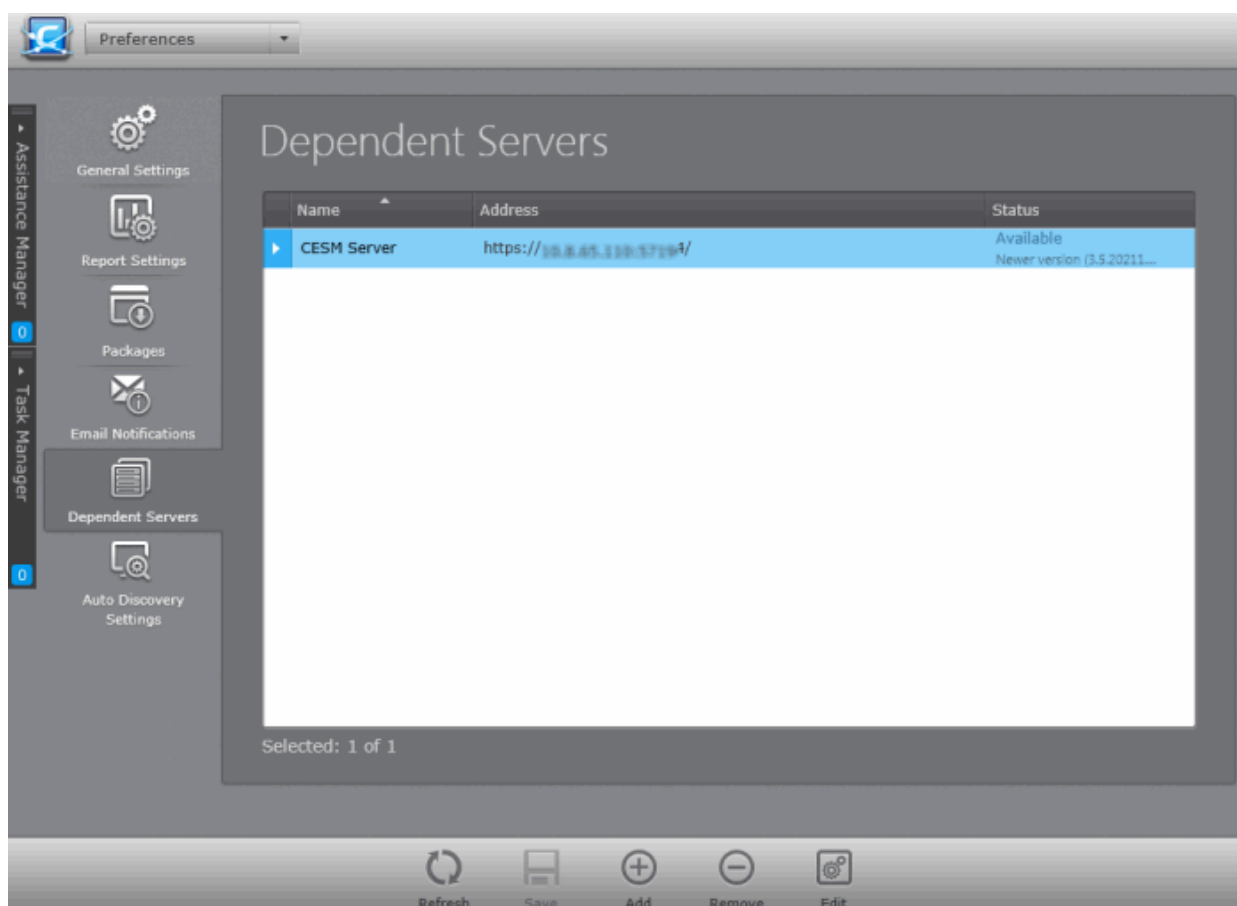 Preferences
Assistance Manager
0
Task Manager
0
General Settings
Report Settings
Packages
Email Notifications
Dependent Servers
Auto Discovery
Settings
Dependent Servers
Name Address Status
CESM Server https:// 4/ Available
Newer version (3.5.20211....
Selected: 1 of 1
Refresh Save Add Remove Edit